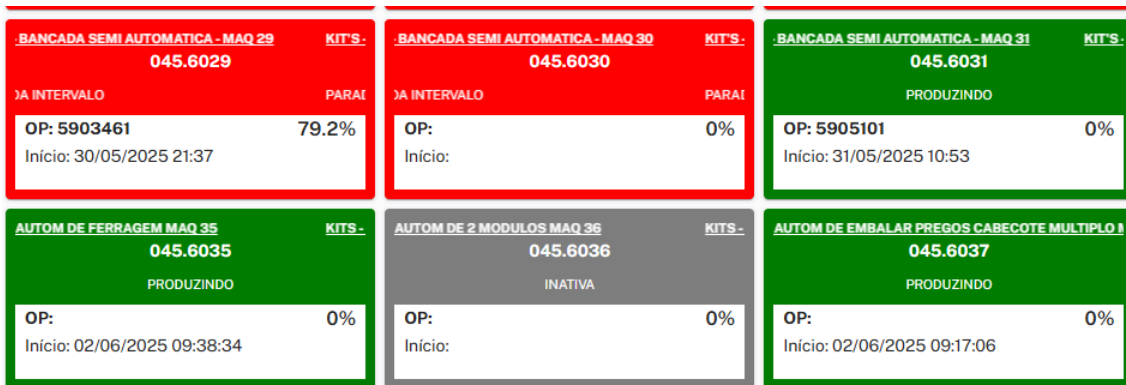 BANCADA SEMI AUTOMATICA - MAQ 29 KIT'S -
045.6029
INTERVALO
OP: 5903461 79.2%
Início: 30/05/2025 21:37
BANCADA SEMI AUTOMATICA - MAQ 30 KIT'S -
045.6030
INTERVALO
OP: 0%
Início:
BANCADA SEMI AUTOMATICA - MAQ 31 KIT'S -
045.6031
PRODUZINDO
OP: 5905101 0%
Início: 31/05/2025 10:53
AUTOM DE FERRAGEM MAQ 35 KITS -
045.6035
PRODUZINDO
OP: 0%
Início: 02/06/2025 09:38:34
AUTOM DE 2 MODULOS MAQ 36 KITS -
045.6036
INATIVA
OP: 0%
Início:
AUTOM DE EMBALAR PREGOS CABECOTE MULTIPLO
045.6037
PRODUZINDO
OP: 0%
Início: 02/06/2025 09:17:06